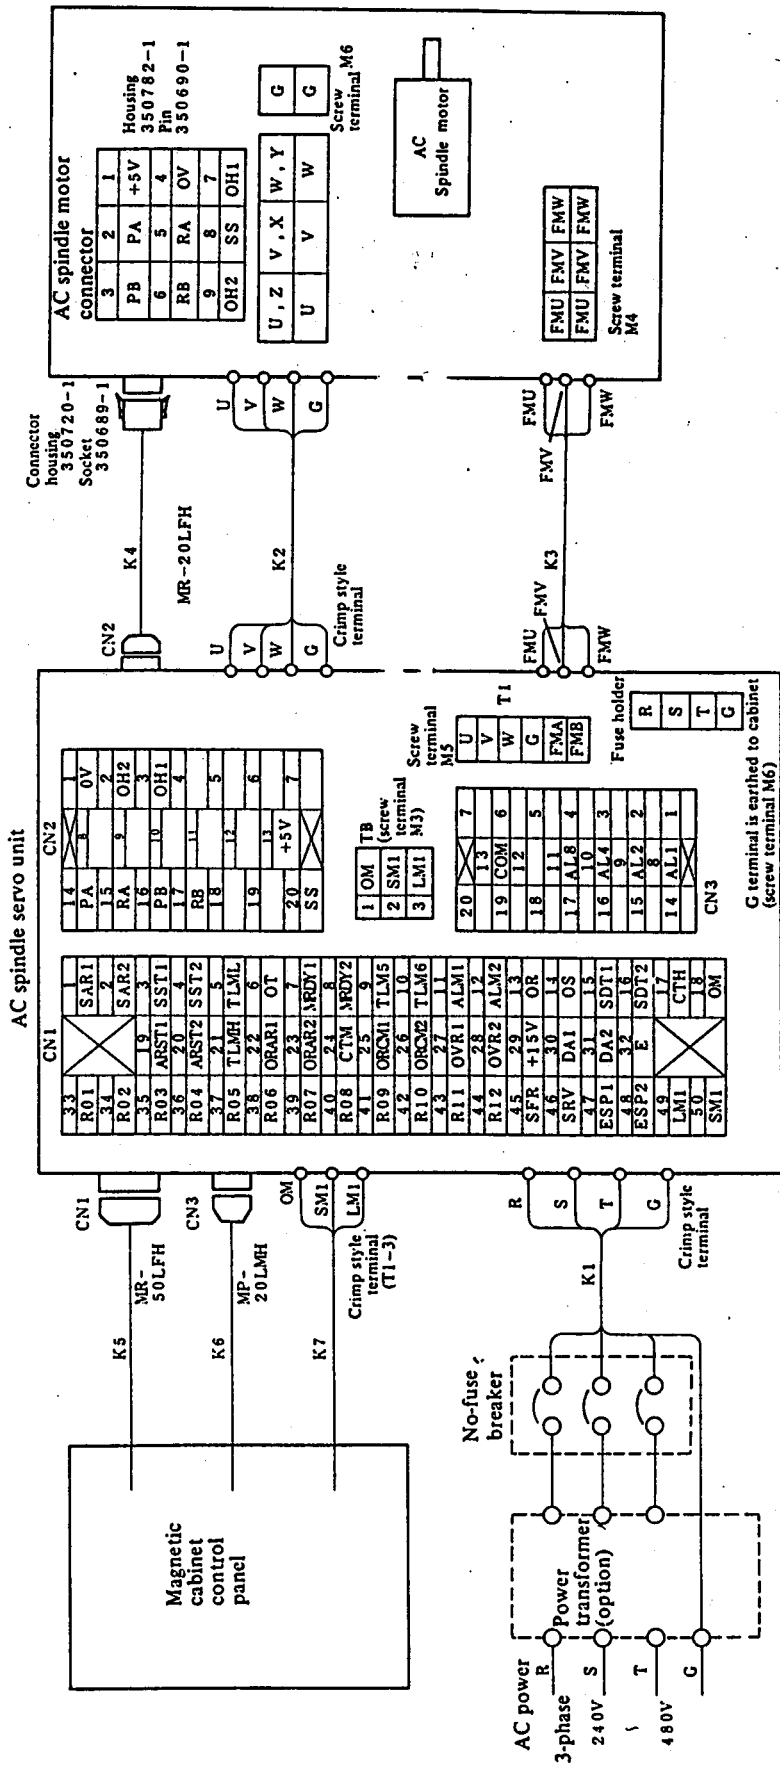 AC spindle servo unit
AC spindle motor
connector
3 2 1
PB PA +5V
6 5 4
RB RA OV
9 8 7
OH2 SS OH1
Housing
350782-1
Pin
350690-1
U, Z V, X W, Y
U V W
G
G
Screw
terminal M6
AC
Spindle motor
FMU FMV FMW
FMU FMV FMW
Screw terminal
M4
Connector
housing
350720-1
Socket
350689-1
K4
MR-20LFH
CN2
U
V
W
G
K2
U
V
W
G
Crimp style
terminal
FMU
FMV
FMW
K3
FMU
FMV
FMW
CN1
33 1
R01 SAR1
34 2
R02 SAR2
35 19 3
R03 ARST1 SST1
36 20 4
R04 ARST2 SST2
37 21 5
R05 TLMH TLML
38 22 6
R06 ORAR1 OT
39 23 7
R07 ORAR2 MRDY1
40 24 8
R08 CTM MRDY2
41 25 9
R09 ORCM1 TLM5
42 26 10
R10 ORCM2 TLM6
43 27 11
R11 OVR1 ALM1
44 28 12
R12 OVR2 ALM2
45 29 13
SFR +15V OR
46 30 14
SRV DA1 OS
47 31 15
ESP1 DA2 SDT1
48 32 16
ESP2 E SDT2
49 17
LM1 CTH
50 18
SM1 OM
CN2
14 1
PA 8 0V
15 2
RA 9 OH2
16 3
PB 10 OH1
17 4
RB 11
18 5
12
19 6
13
20 +5V 7
SS
1 OM
2 SM1
3 LM1
TB
(screw
terminal
M3)
Screw
terminal
M5
U
V
W
G
FMA
FMB
T1
20 7
13
19 COM 6
12
18 5
11
17 AL8 4
10
16 AL4 3
9
15 AL2 2
8
14 AL1 1
CN3
Fuse holder
R
S
T
G
G terminal is earthed to cabinet
(screw terminal M6)
CN1
MR-
50LFH
K5
CN3
MP-
20LMH
K6
OM
SM1
LM1
K7
Crimp style
terminal
(T1-3)
R
S
T
G
Crimp style
terminal
K1
Magnetic
cabinet
control
panel
No-fuse
breaker
Power
transformer
(option)
AC power
3-phase
240V
~
480V
R
S
T
G